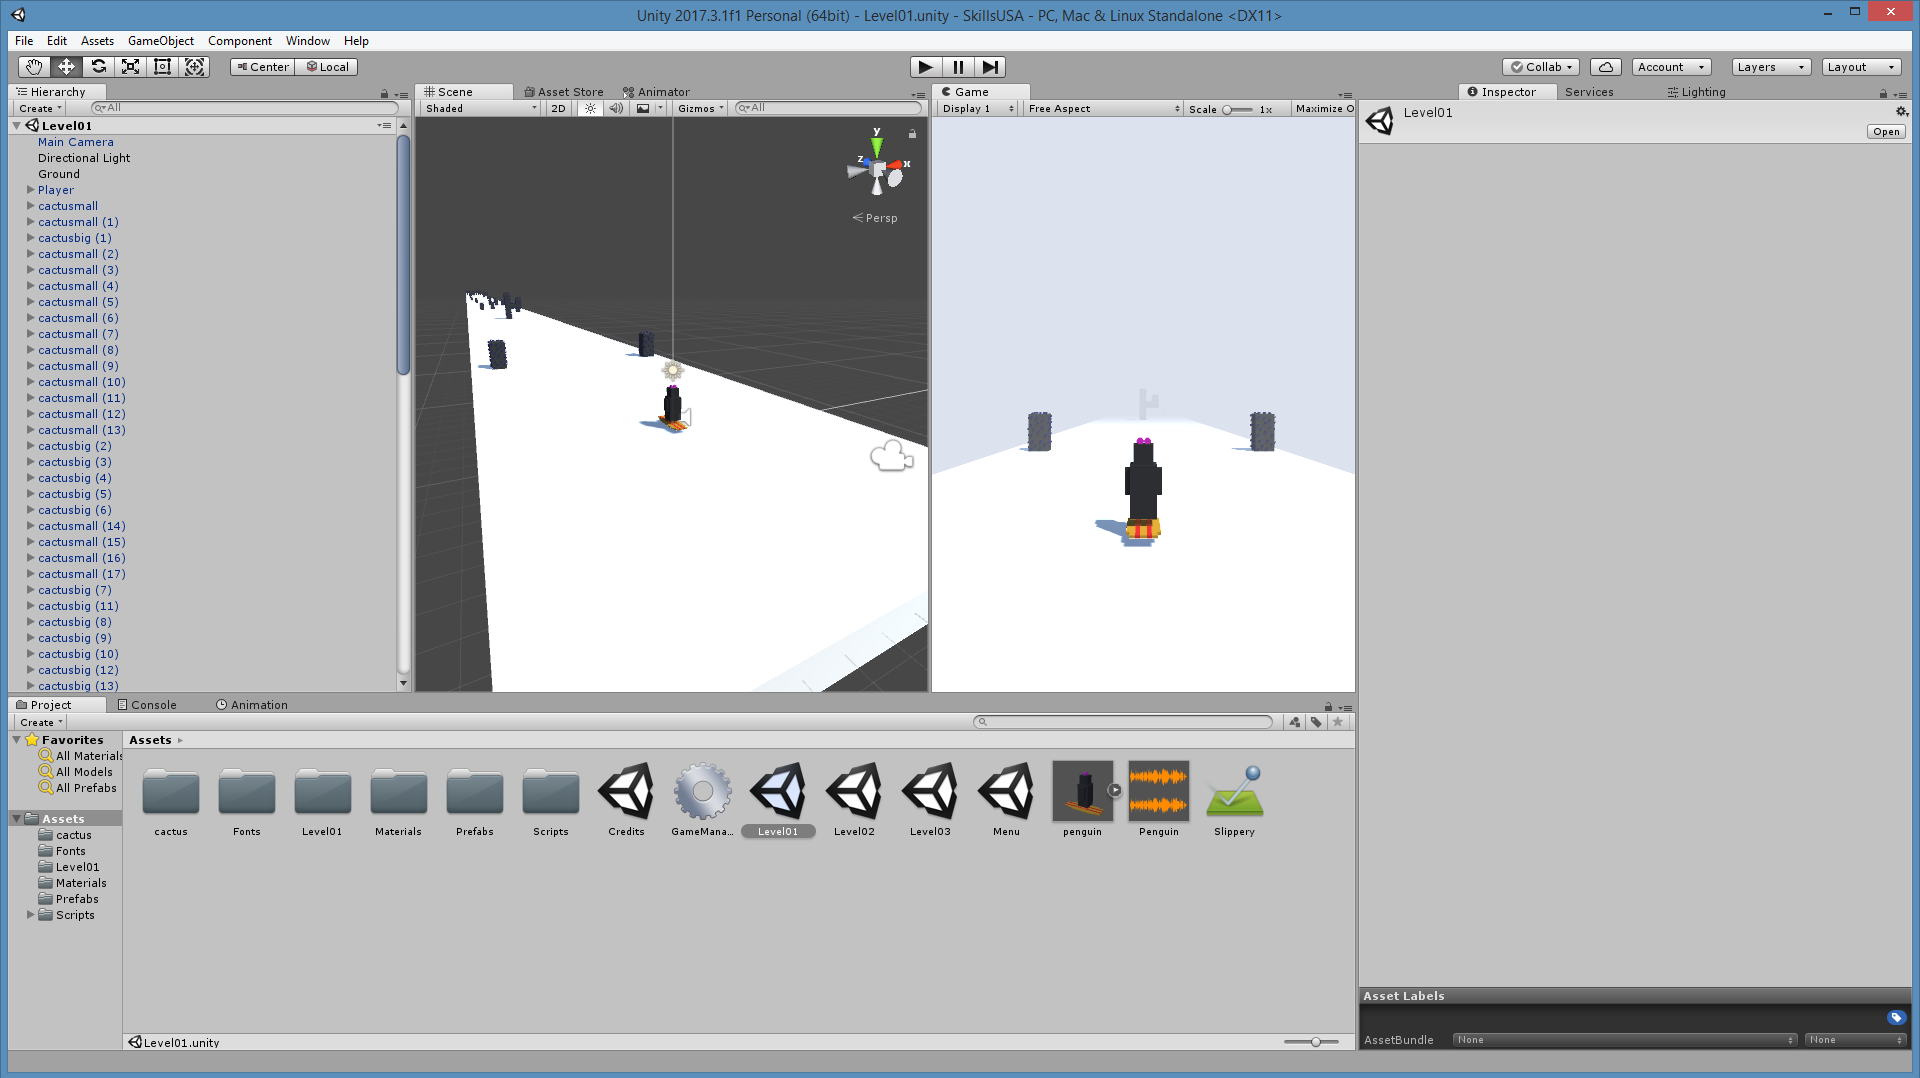 Unity 2017.3.1f1 Personal (64bit) - Level01.unity - SkillsUSA - PC, Mac & Linux Standalone <DX11>
File Edit Assets GameObject Component Window Help
Center Local Collab Account Layers Layout
Hierarchy
Create All
Level01
Main Camera
Directional Light
Ground
Player
cactusmall
cactusmall (1)
cactusbig (1)
cactusmall (2)
cactusmall (3)
cactusmall (4)
cactusmall (5)
cactusmall (6)
cactusmall (7)
cactusmall (8)
cactusmall (9)
cactusmall (10)
cactusmall (11)
cactusmall (12)
cactusmall (13)
cactusbig (2)
cactusbig (3)
cactusbig (4)
cactusbig (5)
cactusbig (6)
cactusmall (14)
cactusmall (15)
cactusmall (16)
cactusmall (17)
cactusbig (7)
cactusbig (11)
cactusbig (8)
cactusbig (9)
cactusbig (10)
cactusbig (12)
cactusbig (13)
Scene Asset Store Animator
Shaded 2D Gizmos All
y
z x
Persp
Game
Display 1 Free Aspect Scale 1x Maximize O
Inspector Services Lighting
Level01
Open
Project Console Animation
Create
Favorites
All Materials
All Models
All Prefabs
Assets
cactus
Fonts
Level01
Materials
Prefabs
Scripts
Assets
cactus Fonts Level01 Materials Prefabs Scripts Credits GameMana... Level01 Level02 Level03 Menu penguin Penguin Slippery
Level01.unity
Asset Labels
AssetBundle None None